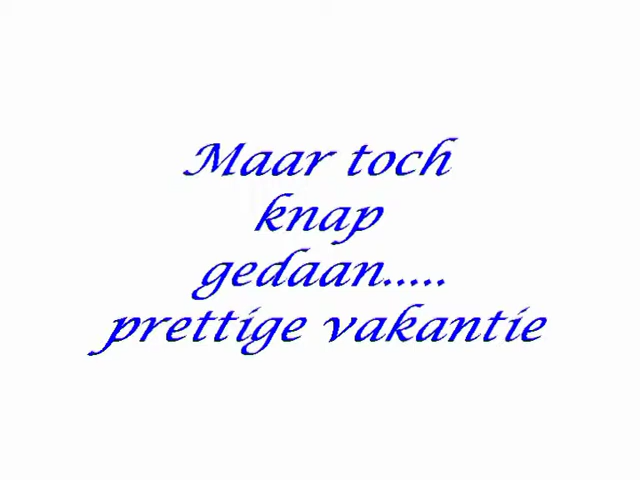 Maar toch
knap
gedaan.....
prettige vakantie